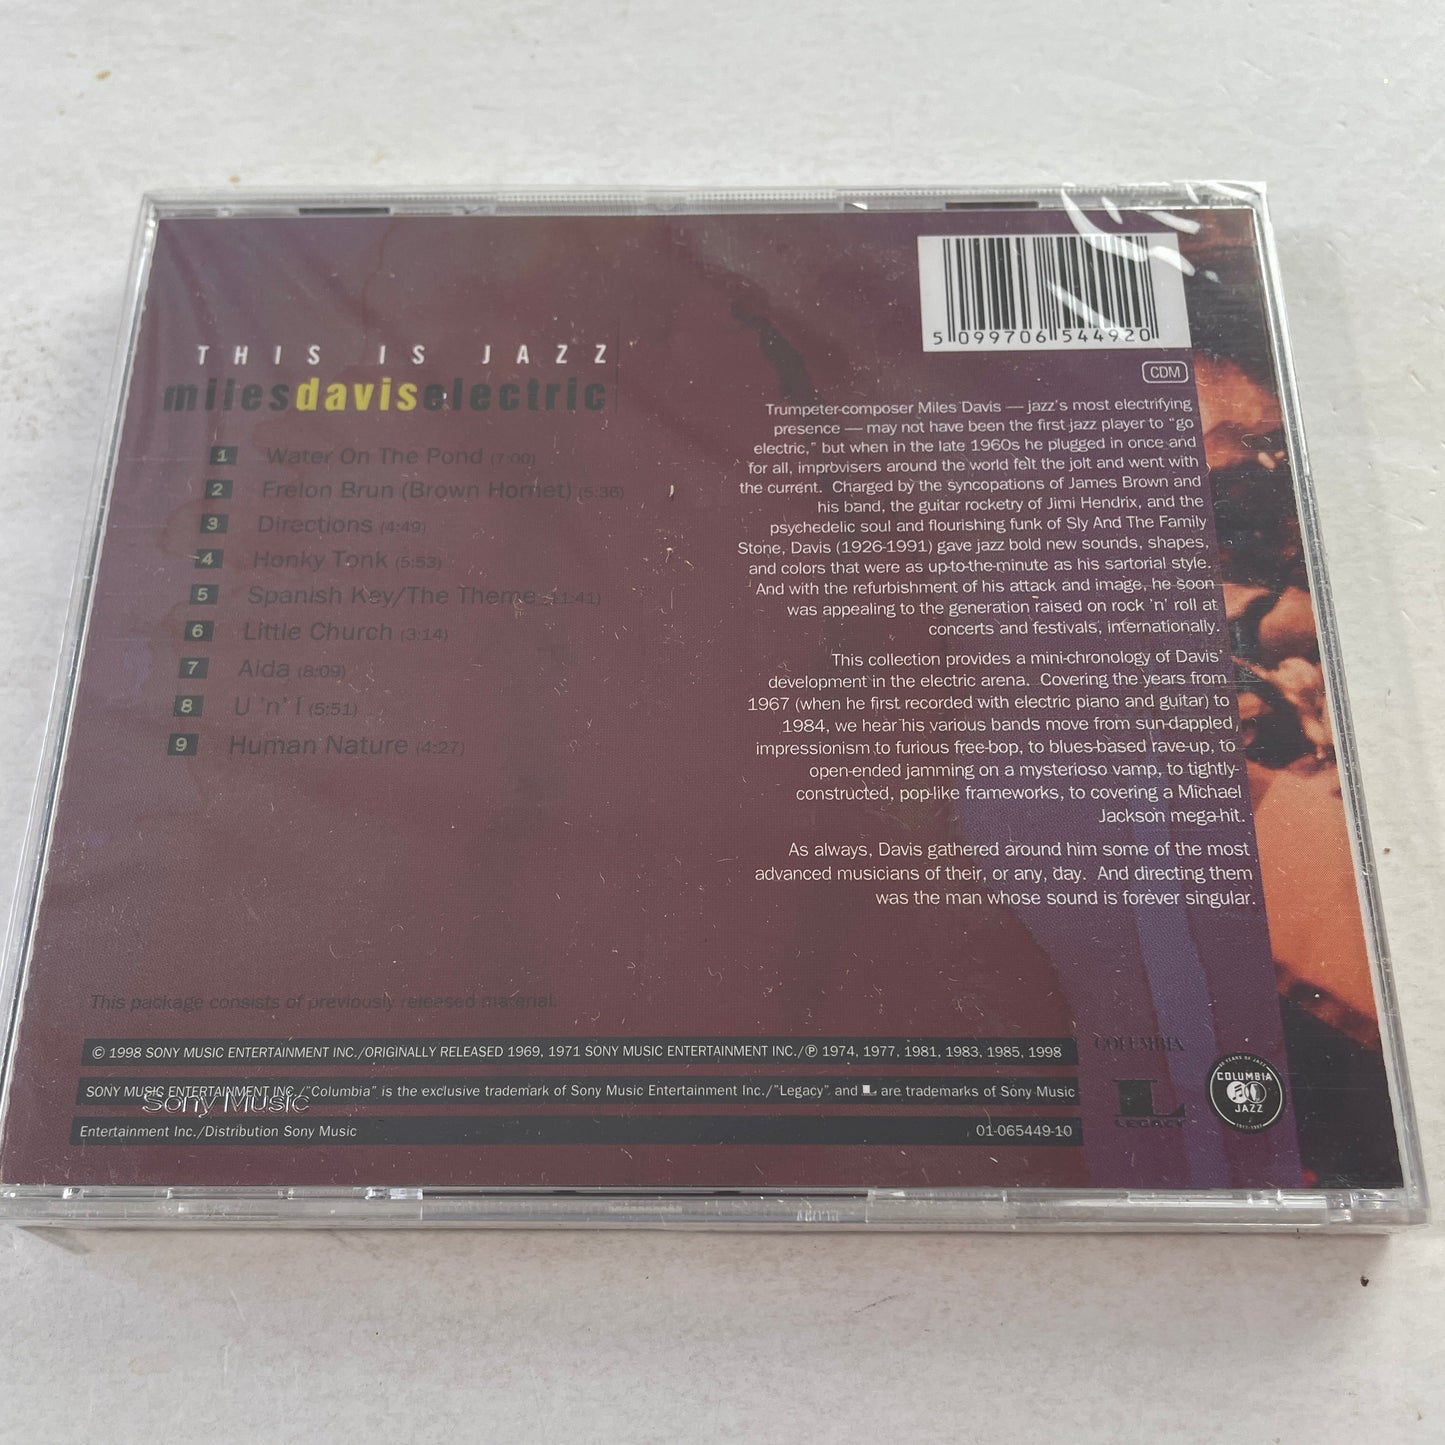 5 099706 544920
CDM
THIS IS JAZZ
milesdaviselectric
1 Water On The Pond (7:00)
2 Frelon Brun (Brown Hornet) (5:36)
3 Directions (4:49)
4 Honky Tonk (5:53)
5 Spanish Key/The Theme (11:41)
6 Little Church (3:14)
7 Aida (8:09)
8 U 'n' I (5:51)
9 Human Nature (4:27)
Trumpeter-composer Miles Davis — jazz's most electrifying
presence — may not have been the first jazz player to "go
electric," but when in the late 1960s he plugged in once and
for all, improvisers around the world felt the jolt and went with
the current. Charged by the syncopations of James Brown and
his band, the guitar rocketry of Jimi Hendrix, and the
psychedelic soul and flourishing funk of Sly And The Family
Stone, Davis (1926-1991) gave jazz bold new sounds, shapes,
and colors that were as up-to-the-minute as his sartorial style.
And with the refurbishment of his attack and image, he soon
was appealing to the generation raised on rock 'n' roll at
concerts and festivals, internationally.
This collection provides a mini-chronology of Davis'
development in the electric arena. Covering the years from
1967 (when he first recorded with electric piano and guitar) to
1984, we hear his various bands move from sun-dappled
impressionism to furious free-bop, to blues-based rave-up, to
open-ended jamming on a mysterioso vamp, to tightly-
constructed, pop-like frameworks, to covering a Michael
Jackson mega-hit.
As always, Davis gathered around him some of the most
advanced musicians of their, or any, day. And directing them
was the man whose sound is forever singular.
This package consists of previously released material.
© 1998 SONY MUSIC ENTERTAINMENT INC./ORIGINALLY RELEASED 1969, 1971 SONY MUSIC ENTERTAINMENT INC./℗ 1974, 1977, 1981, 1983, 1985, 1998
SONY MUSIC ENTERTAINMENT INC./"Columbia" is the exclusive trademark of Sony Music Entertainment Inc./"Legacy" and L are trademarks of Sony Music
Entertainment Inc./Distribution Sony Music 01-065449-10
Sony Music
COLUMBIA
L
LEGACY
COLUMBIA
JAZZ